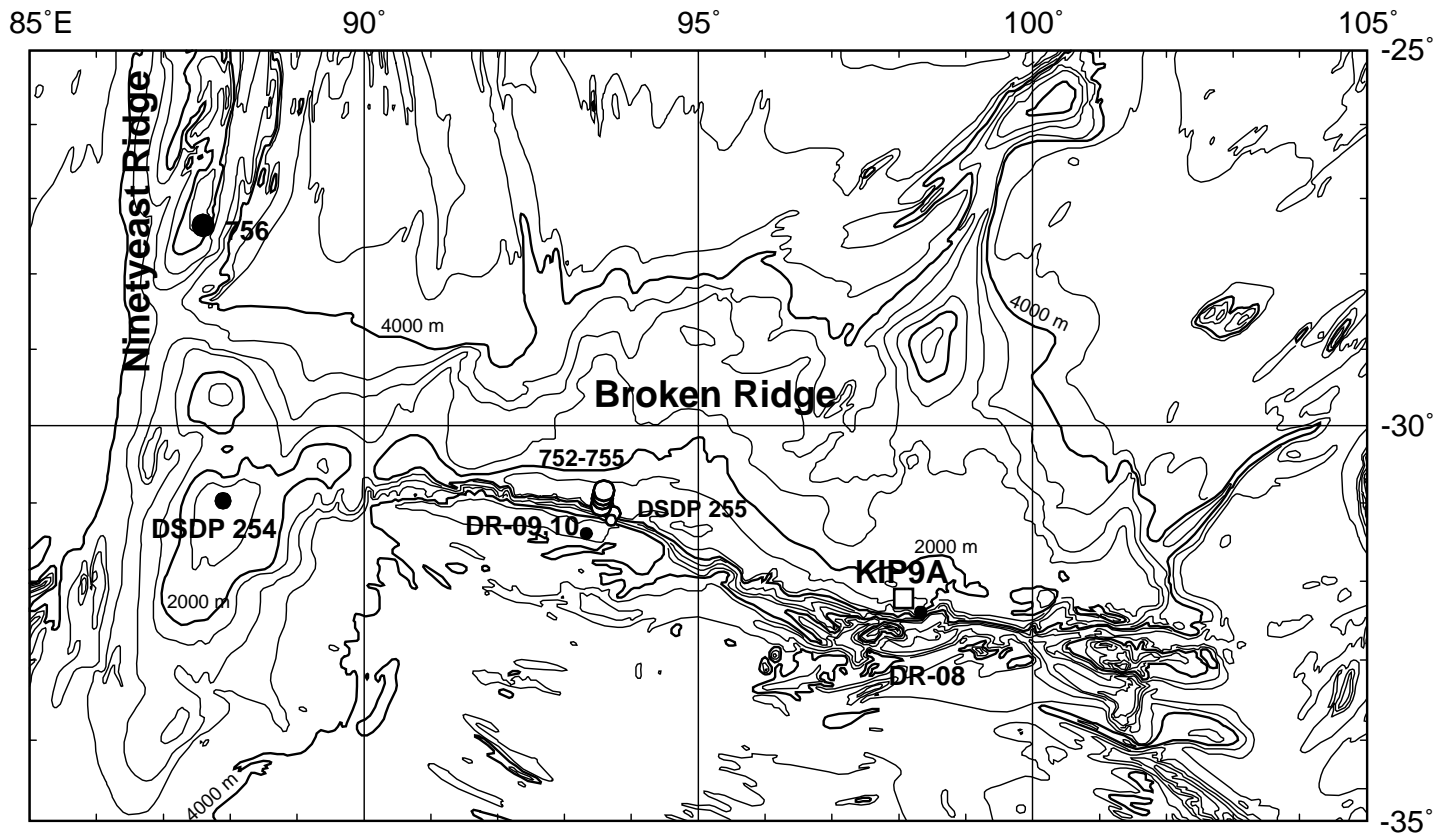 85˚E 90˚ 95˚ 100˚ 105˚
-25˚
Ninetyeast Ridge
756
4000 m
4000 m
Broken Ridge
-30˚
752-755
DSDP 254
DSDP 255
DR-09,10
2000 m
KIP9A
2000 m
DR-08
4000 m
-35˚